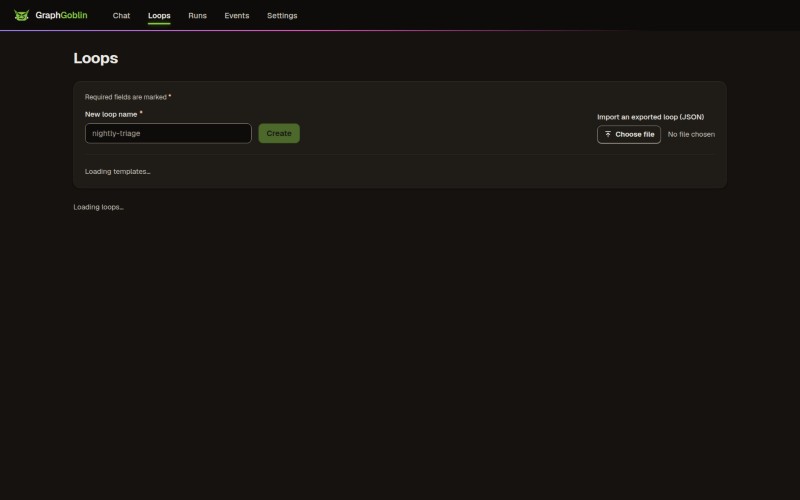 GraphGoblin
Chat
Loops
Runs
Events
Settings
Loops
Required fields are marked *
New loop name *
nightly-triage
Create
Import an exported loop (JSON)
Choose file
No file chosen
Loading templates...
Loading loops...